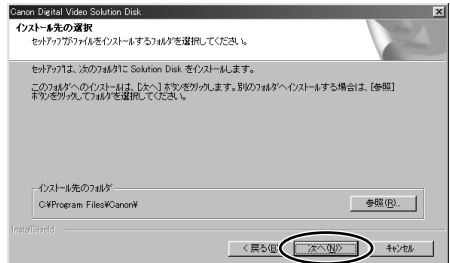 Canon Digital Video Solution Disk
インストール先の選択
セットアップがファイルをインストールするフォルダを選択してください。
セットアップは、次のフォルダに Solution Disk をインストールします。
このフォルダへのインストールは、[次へ]ボタンをクリックします。別のフォルダへインストールする場合は、[参照]
ボタンをクリックしてフォルダを選択してください。
インストール先のフォルダ
C:¥Program Files¥Canon¥
参照(R)...
InstallShield
< 戻る(B) 次へ(N)> キャンセル